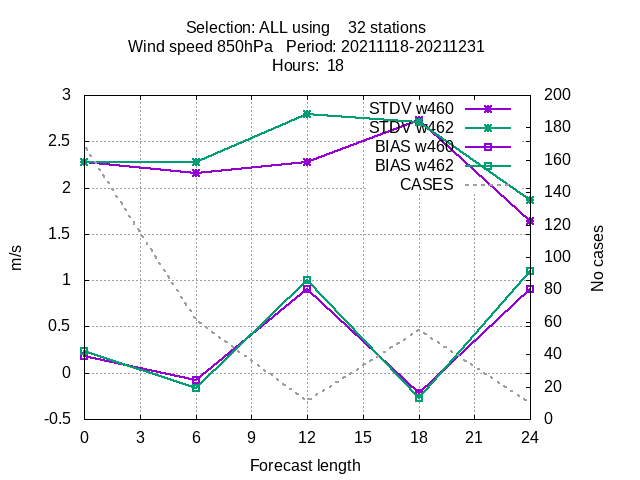 Selection: ALL using 32 stations
Wind speed 850hPa Period: 20211118-20211231
Hours: 18
3
2.5
2
1.5
1
0.5
0
-0.5
m/s
STDV w460
STDV w462
BIAS w460
BIAS w462
CASES
200
180
160
140
120
100
80
60
40
20
0
No cases
0 3 6 9 12 15 18 21 24
Forecast length